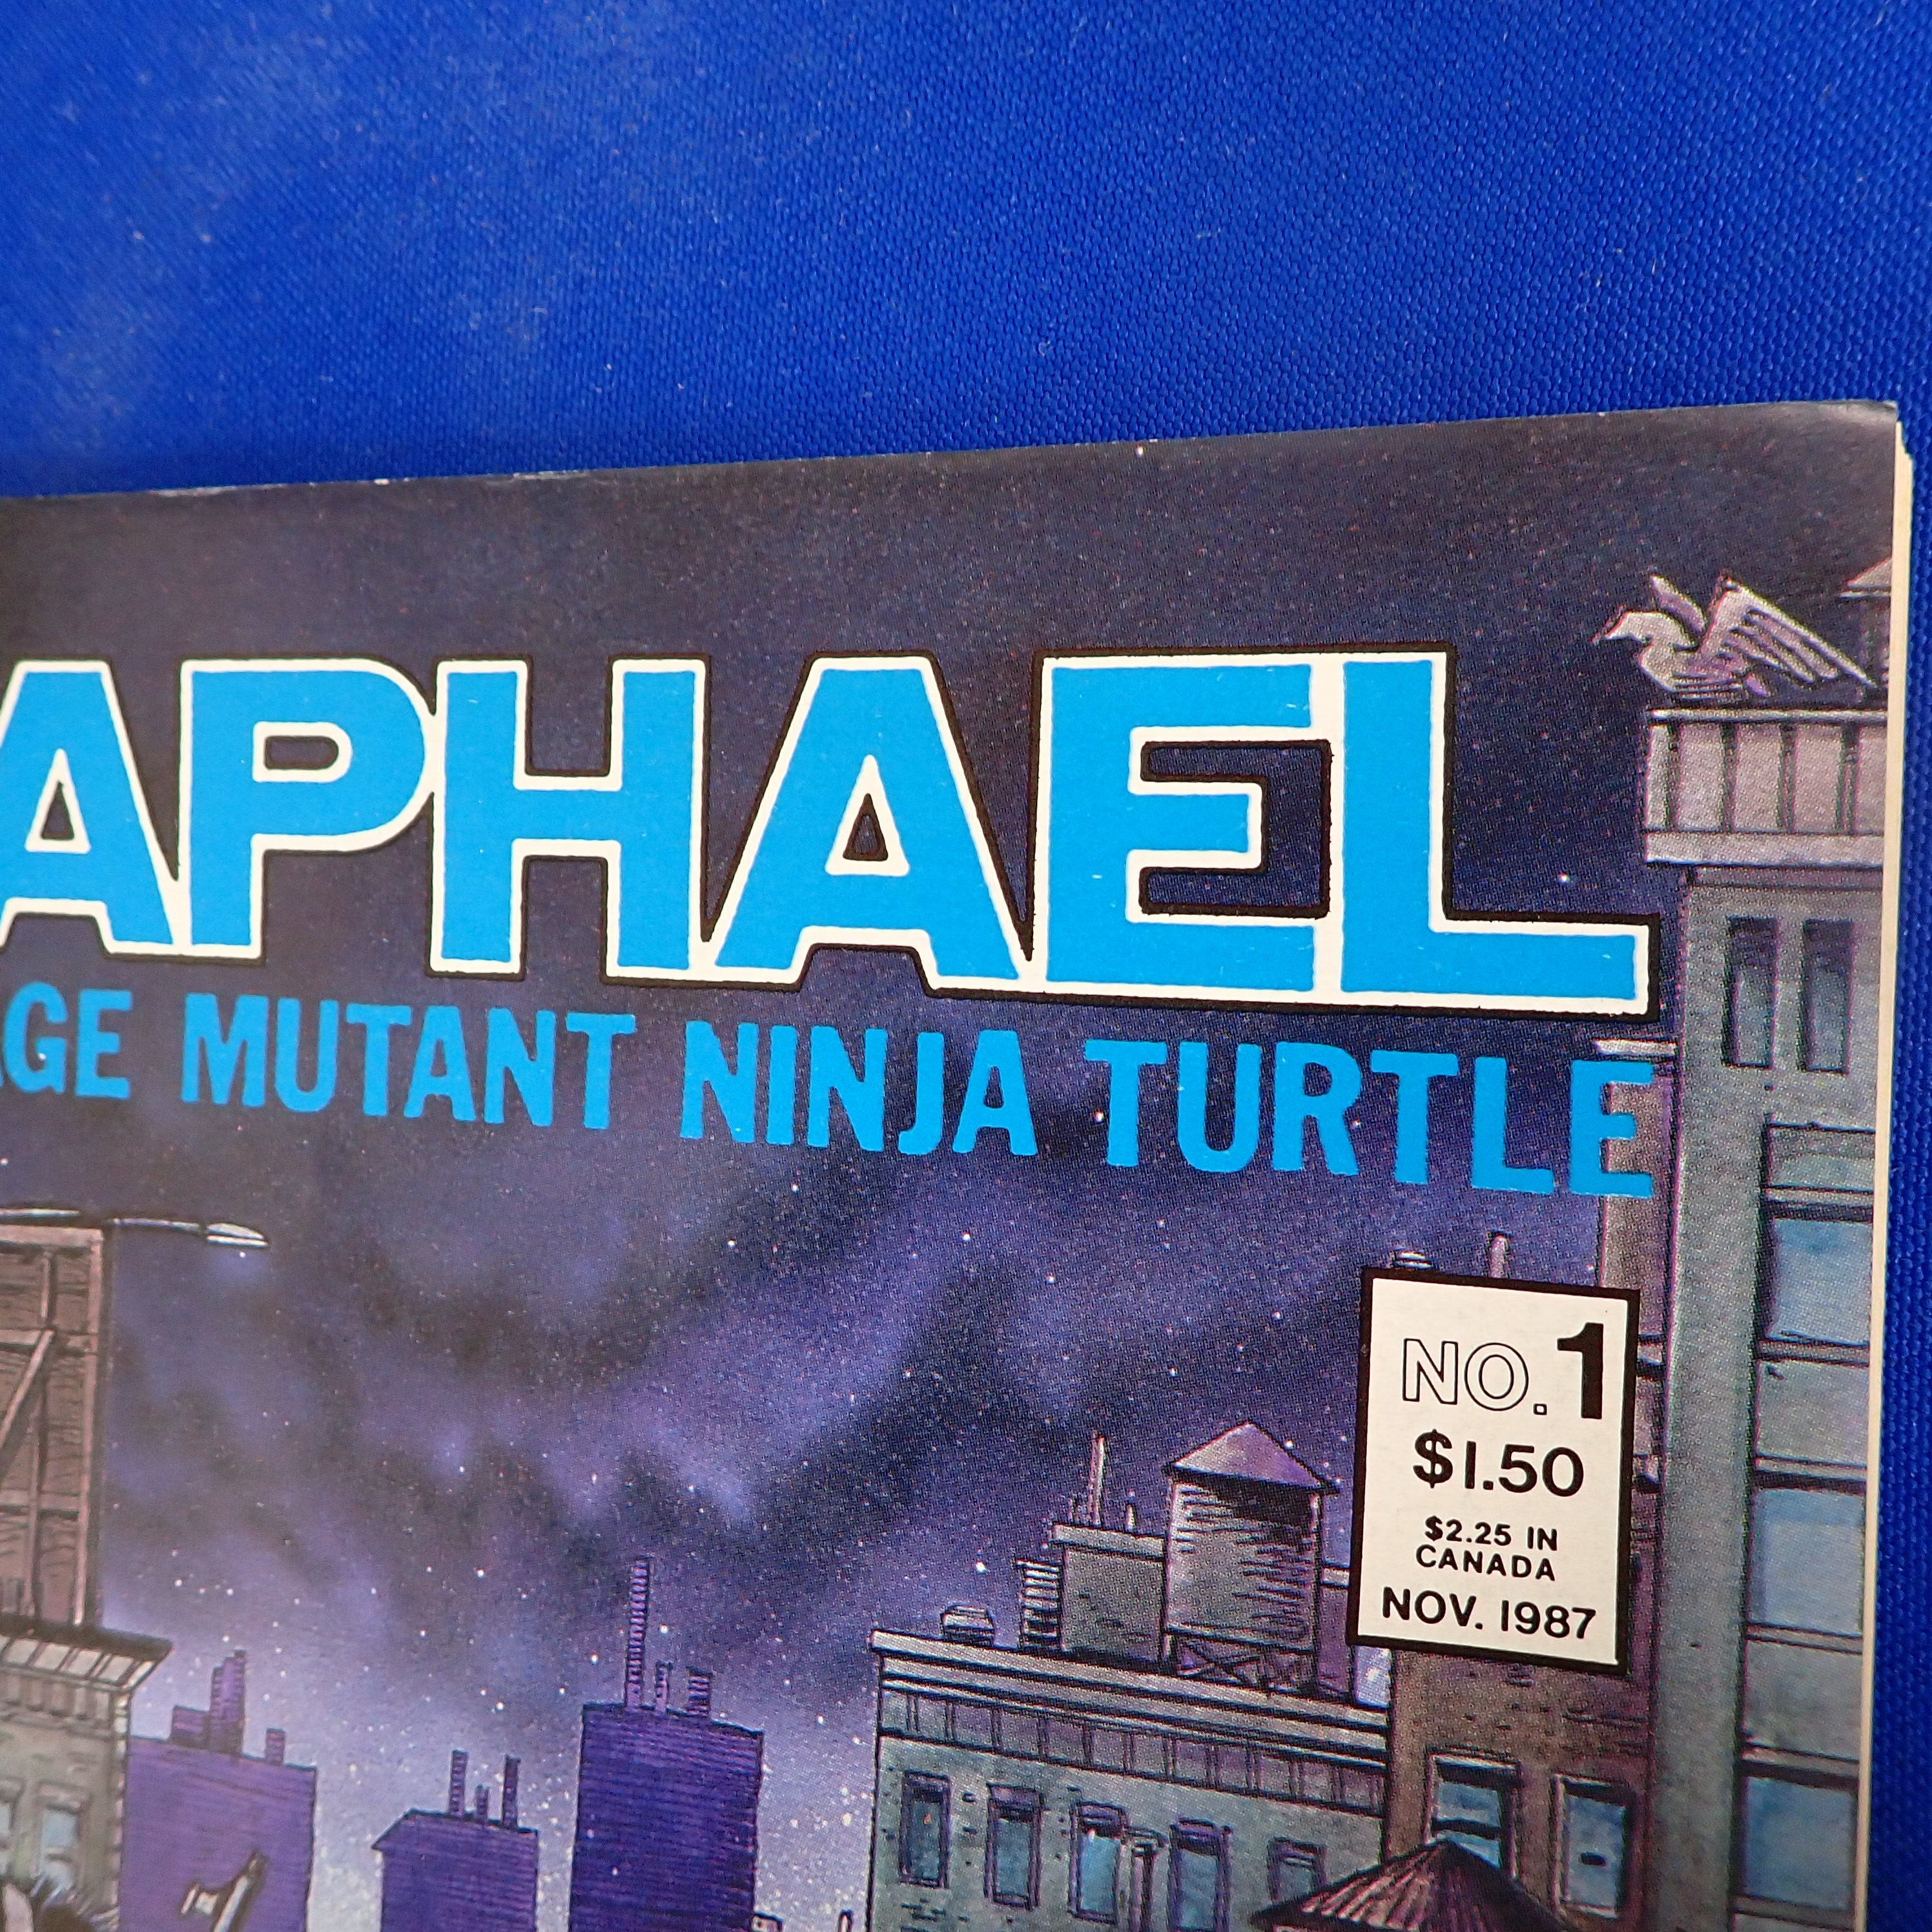 APHAEL
AGE MUTANT NINJA TURTLE
NO. 1
$1.50
$2.25 IN
CANADA
NOV. 1987